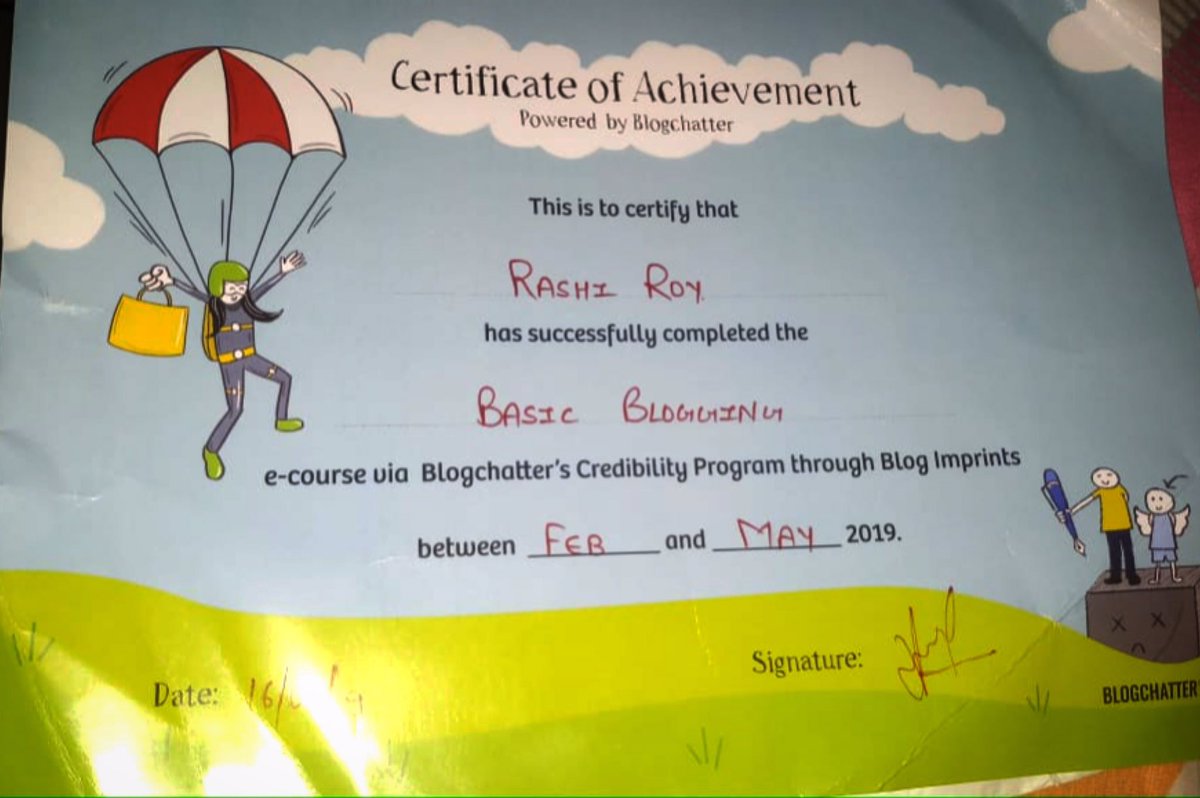 Certificate of Achievement
Powered by Blogchatter
This is to certify that
RASHI ROY
has successfully completed the
BASIC BLOGGING
e-course via Blogchatter's Credibility Program through Blog Imprints
between FEB and MAY 2019.
Signature:
Date:
BLOGCHATTER